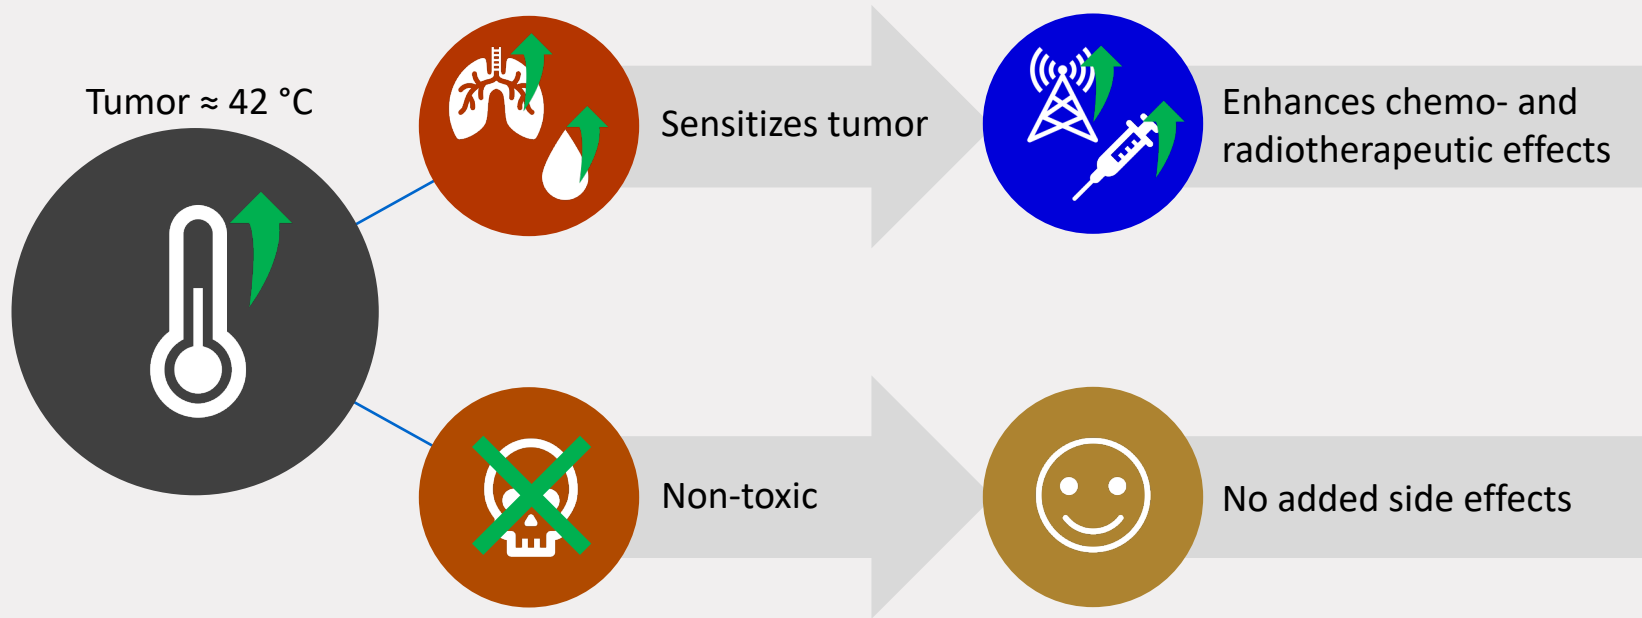 Tumor ≈ 42 °C
Sensitizes tumor
Enhances chemo- and
radiotherapeutic effects
Non-toxic
No added side effects